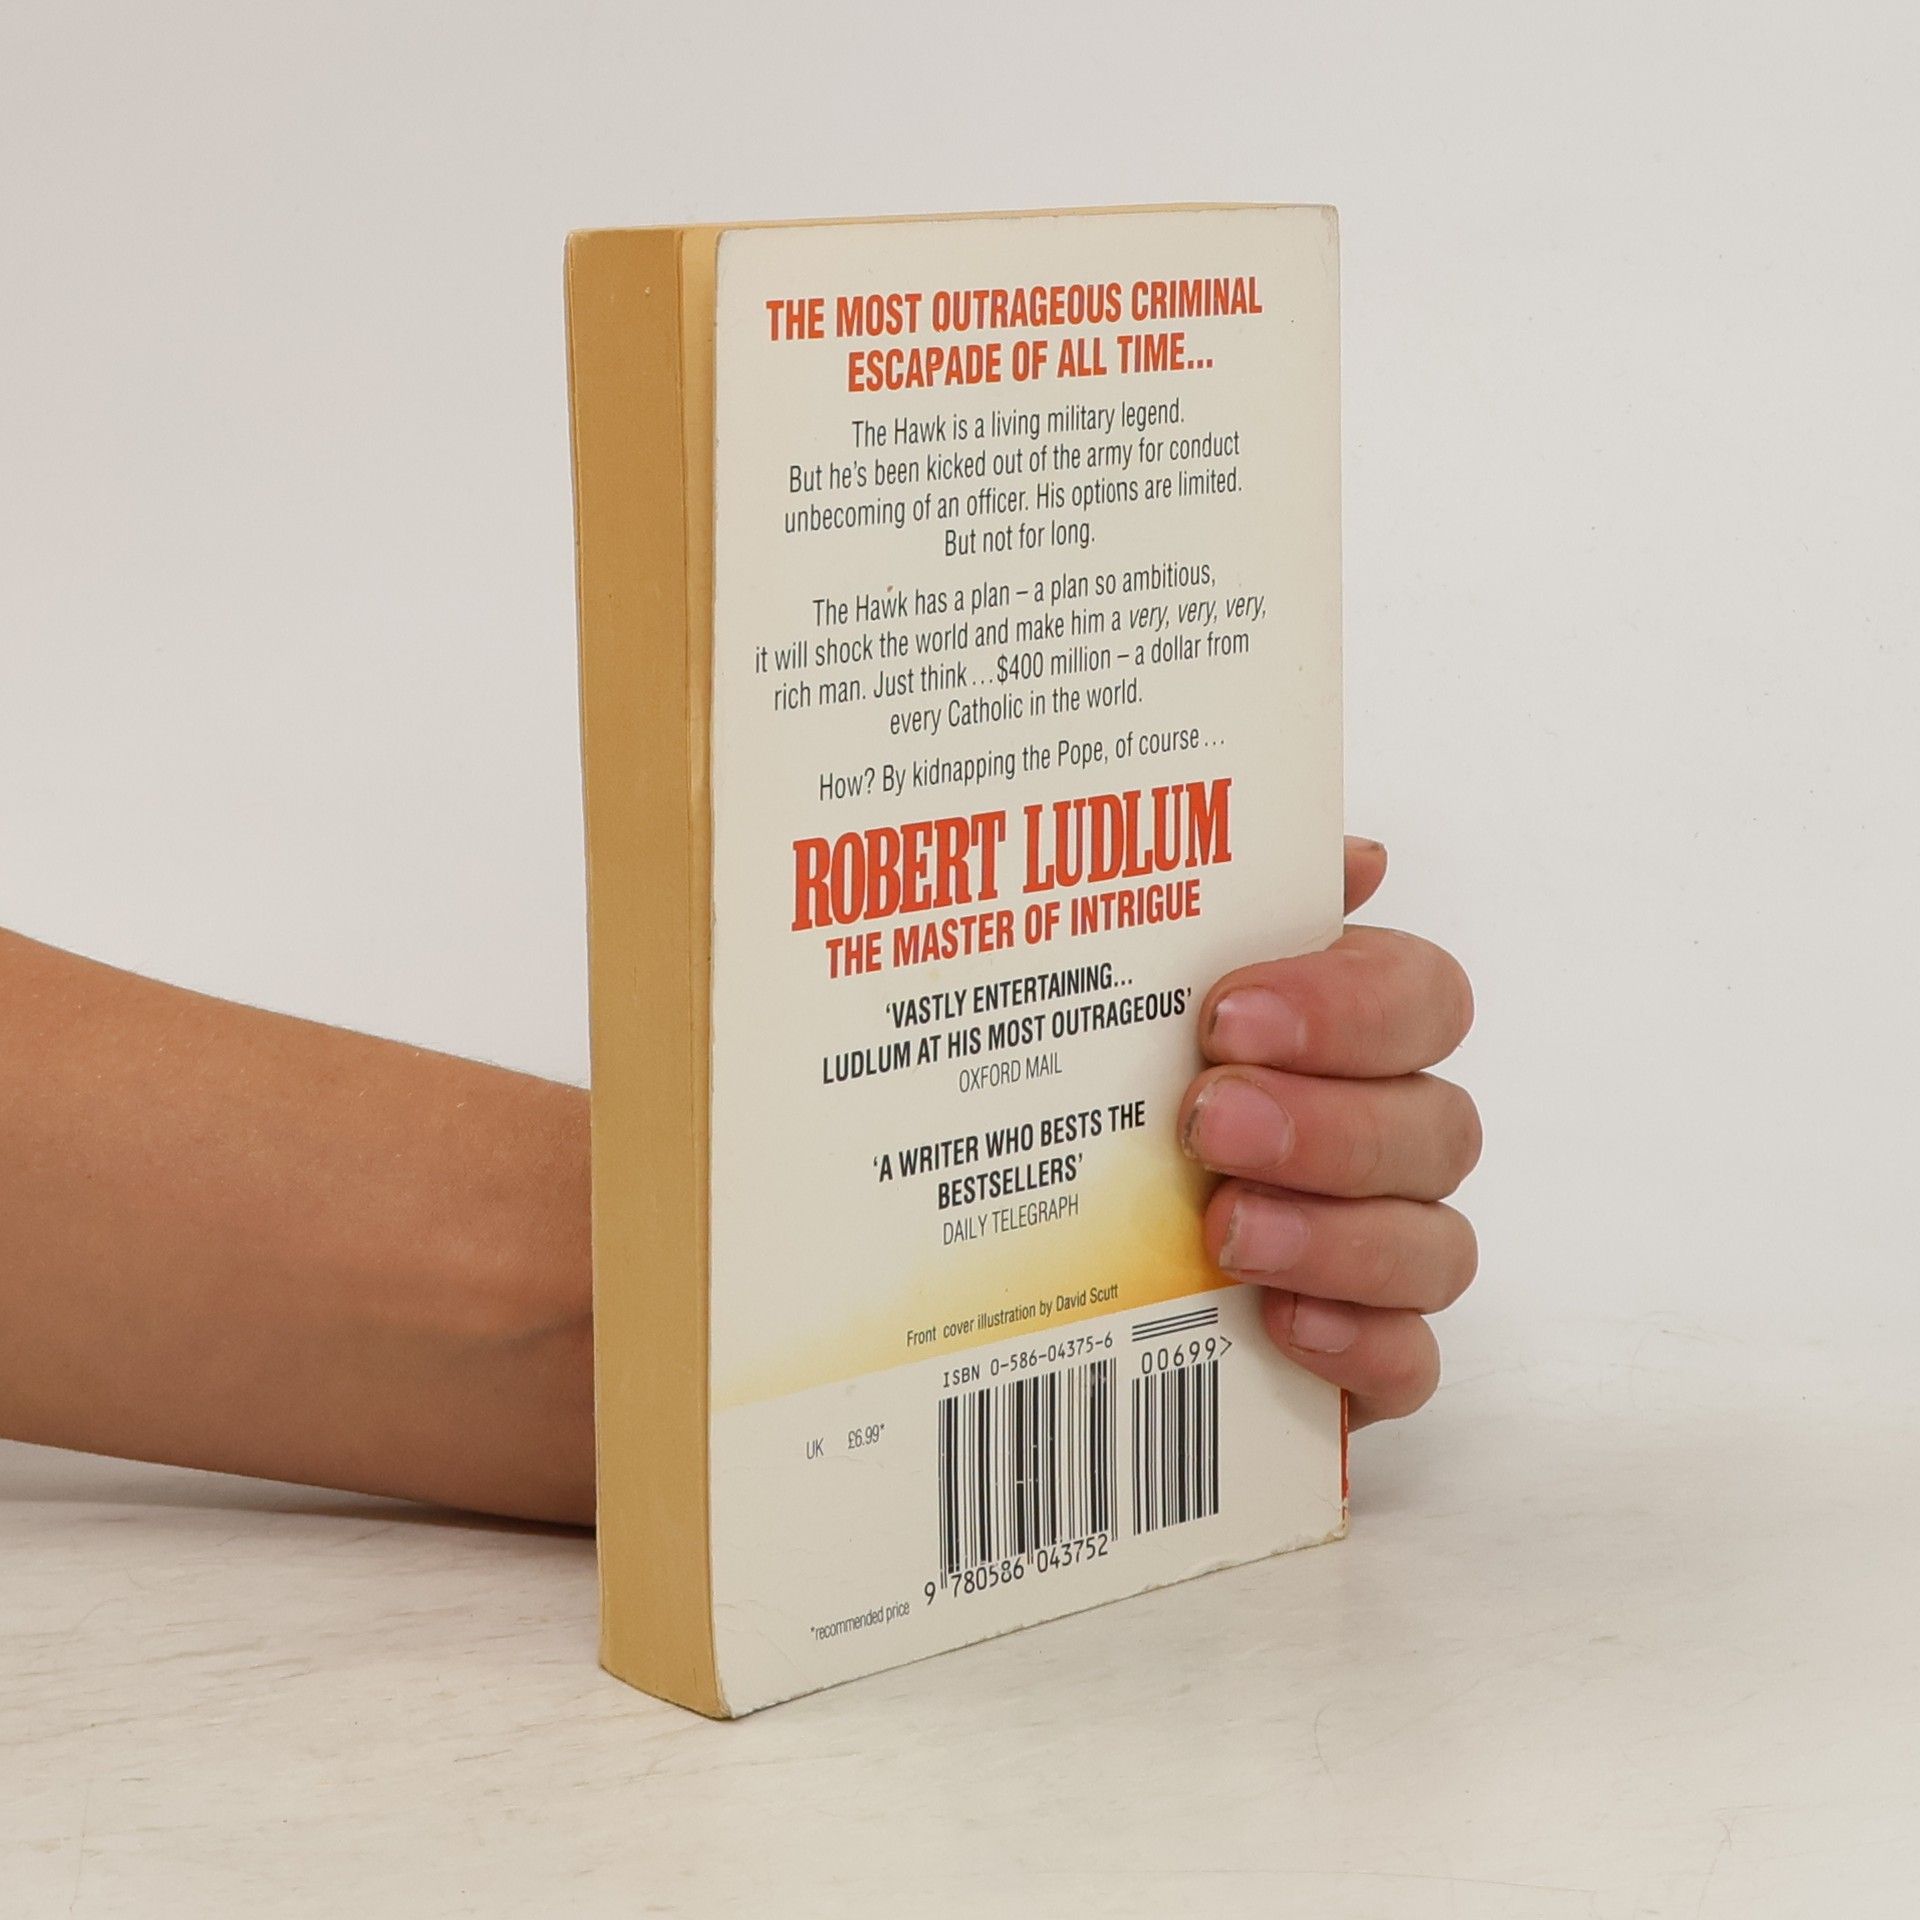 THE MOST OUTRAGEOUS CRIMINAL
ESCAPADE OF ALL TIME...
The Hawk is a living military legend.
But he's been kicked out of the army for conduct
unbecoming of an officer. His options are limited.
But not for long.
The Hawk has a plan – a plan so ambitious,
it will shock the world and make him a very, very, very,
rich man. Just think...$400 million – a dollar from
every Catholic in the world.
How? By kidnapping the Pope, of course...
ROBERT LUDLUM
THE MASTER OF INTRIGUE
'VASTLY ENTERTAINING...
LUDLUM AT HIS MOST OUTRAGEOUS'
OXFORD MAIL
'A WRITER WHO BESTS THE
BESTSELLERS'
DAILY TELEGRAPH
Front cover illustration by David Scutt
ISBN 0-586-04375-6
00699>
UK £6.99*
9 780586 043752
*recommended price